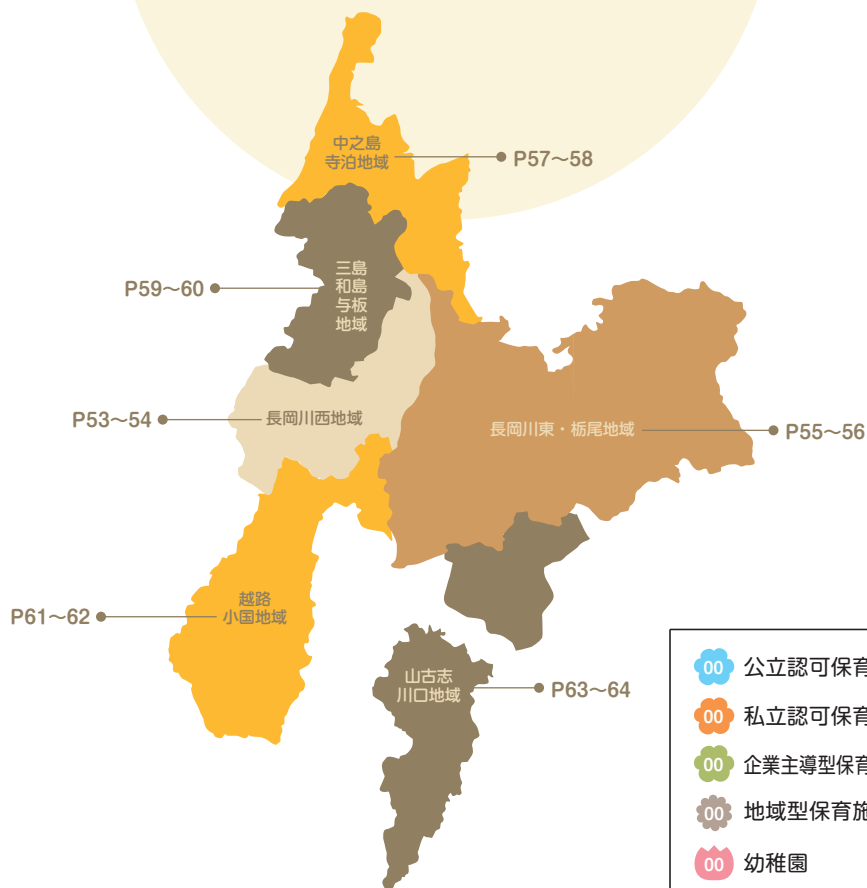 中之島
寺泊地域
P57～58
三島
和島
与板
地域
P59～60
長岡川西地域
P53～54
長岡川東・栃尾地域
P55～56
越路
小国地域
P61～62
山古志
川口地域
P63～64
00 公立認可保育
00 私立認可保育
00 企業主導型保育
00 地域型保育施
00 幼稚園